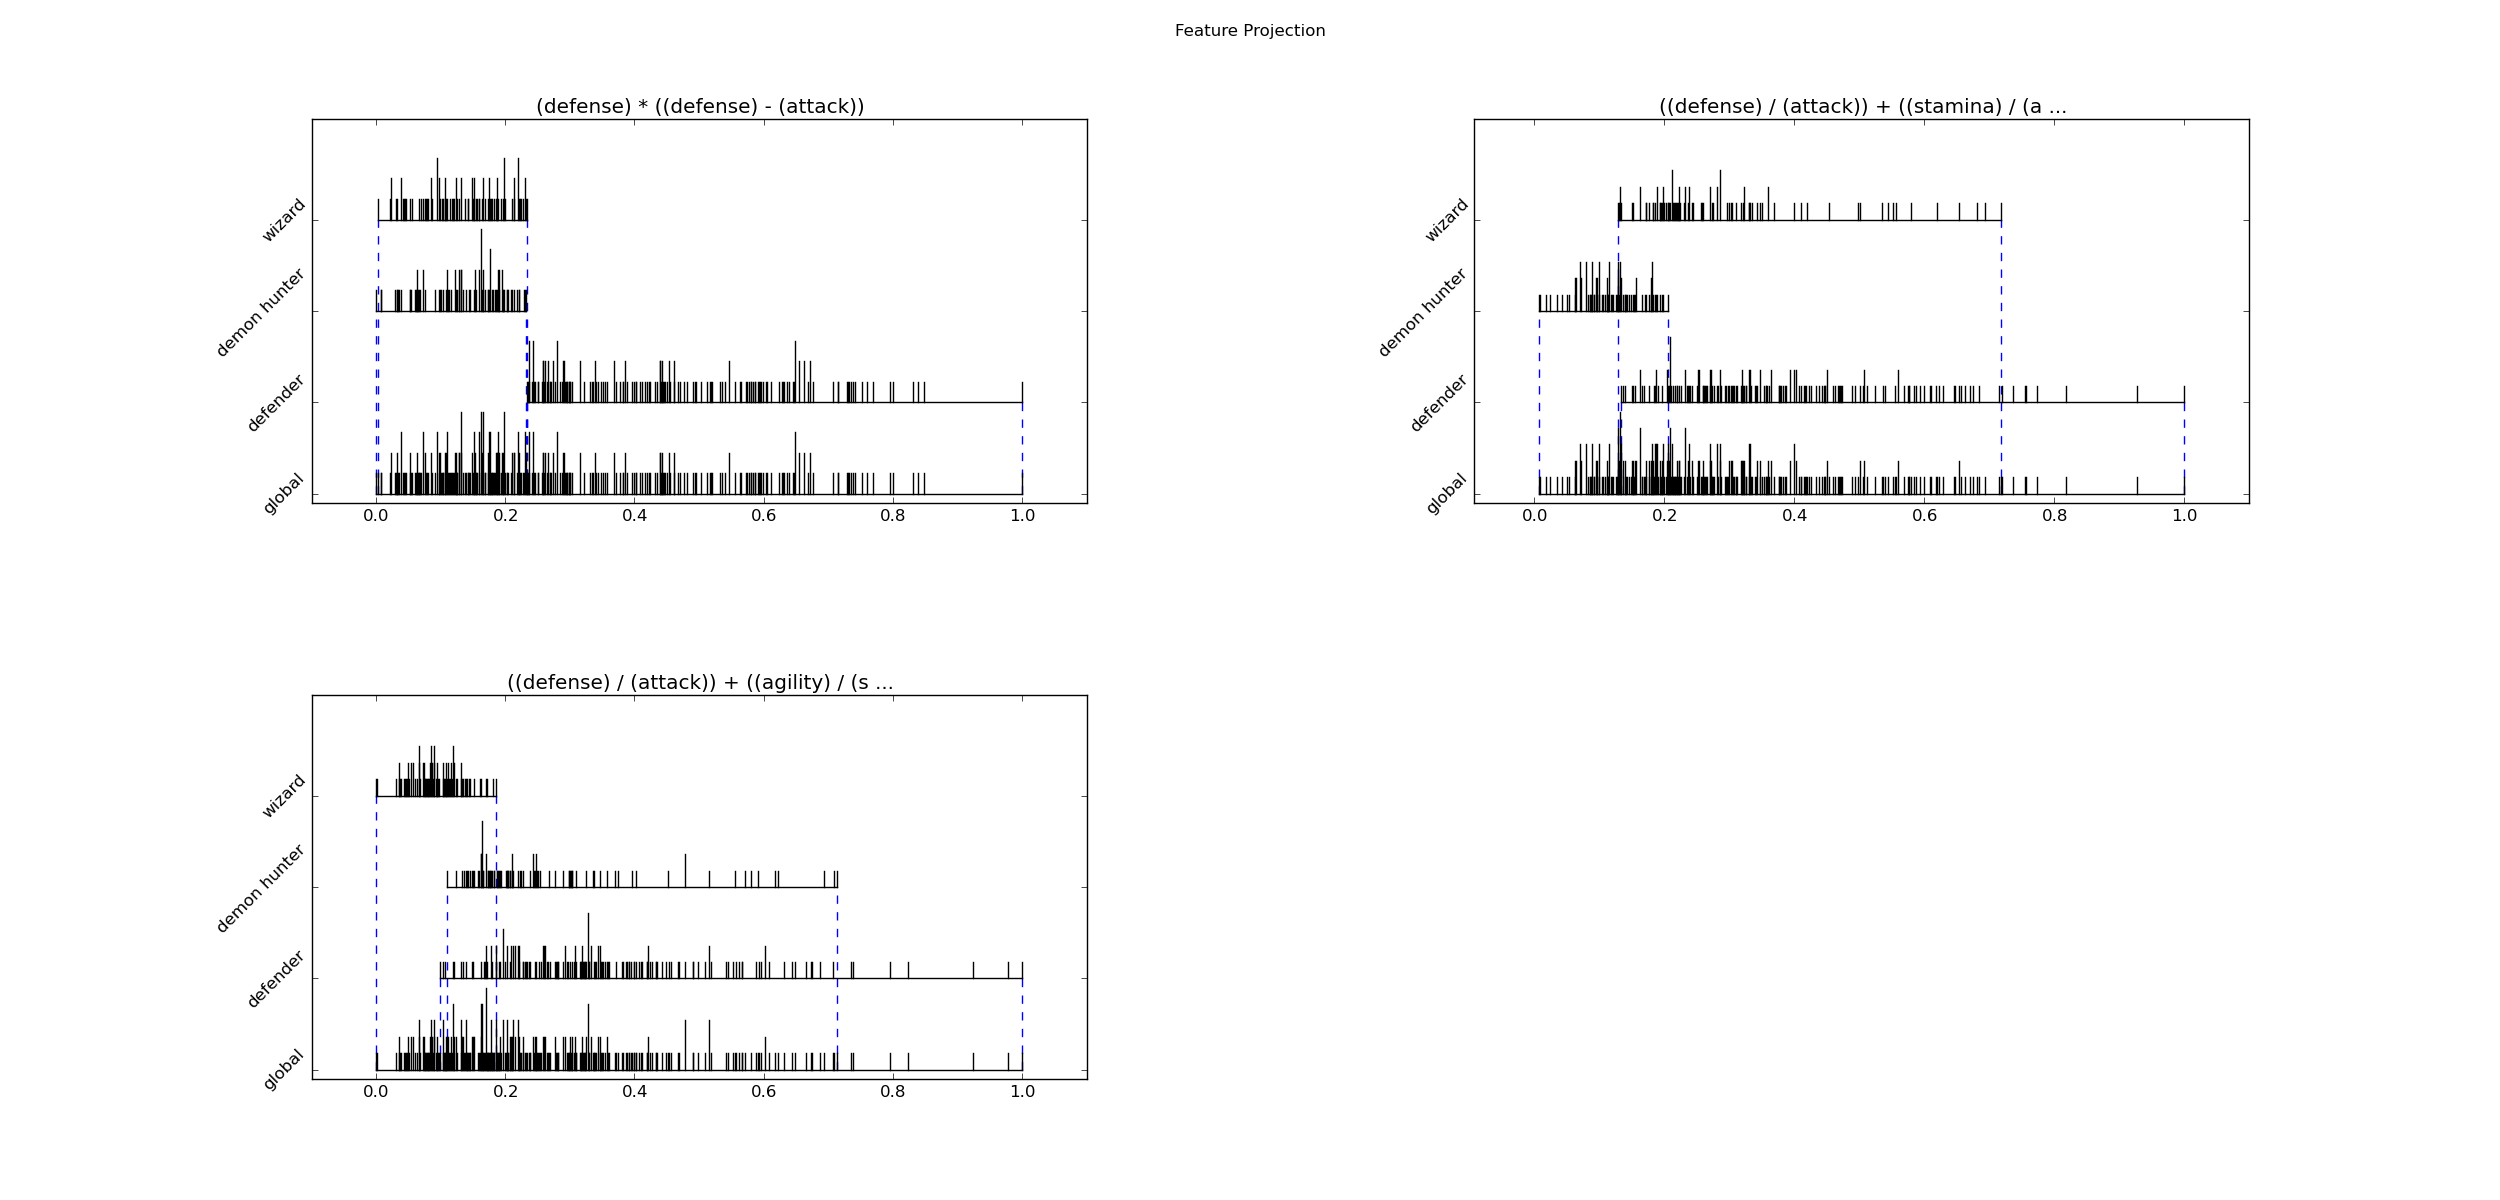 Feature Projection
(defense) * ((defense) - (attack))
wizard
demon hunter
defender
global
0.0 0.2 0.4 0.6 0.8 1.0
((defense) / (attack)) + ((stamina) / (a ...
wizard
demon hunter
defender
global
0.0 0.2 0.4 0.6 0.8 1.0
((defense) / (attack)) + ((agility) / (s ...
wizard
demon hunter
defender
global
0.0 0.2 0.4 0.6 0.8 1.0